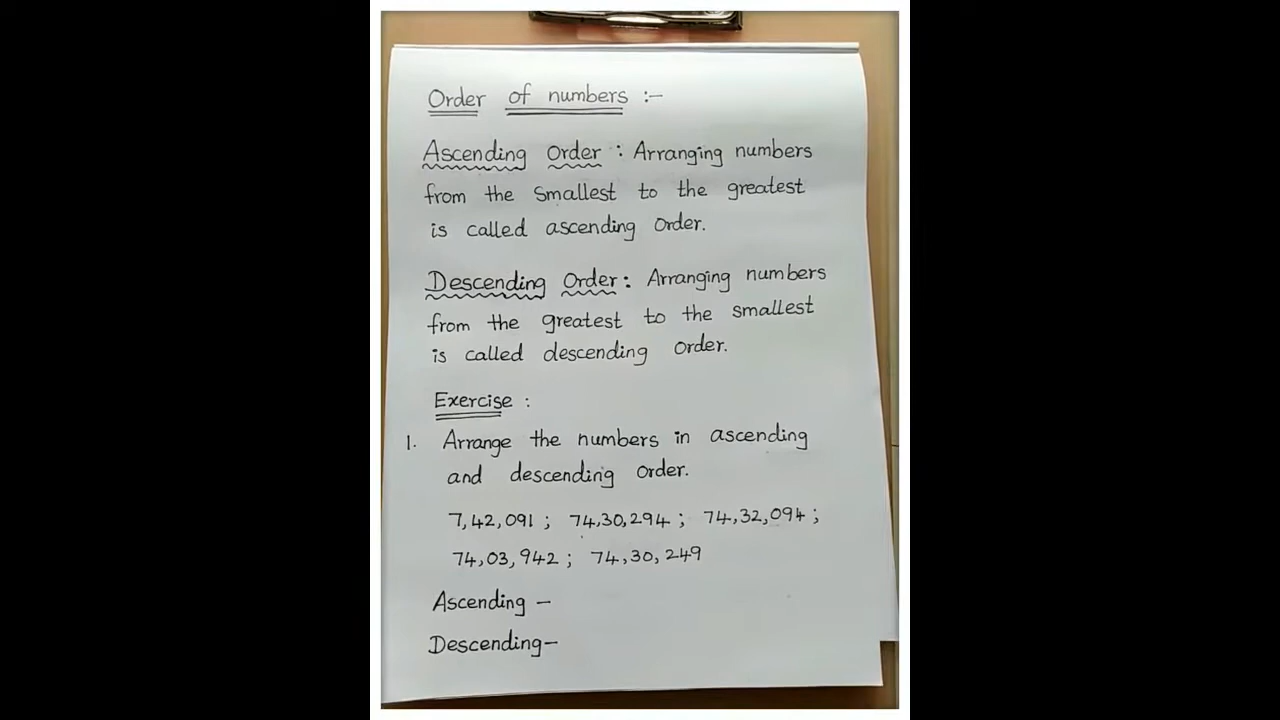 Order of numbers :-
Ascending Order : Arranging numbers
from the smallest to the greatest
is called ascending order.
Descending Order : Arranging numbers
from the greatest to the smallest
is called descending order.
Exercise :
1. Arrange the numbers in ascending
and descending order.
7,42,091 ; 74,30,294 ; 74,32,094 ;
74,03,942 ; 74,30,249
Ascending -
Descending-